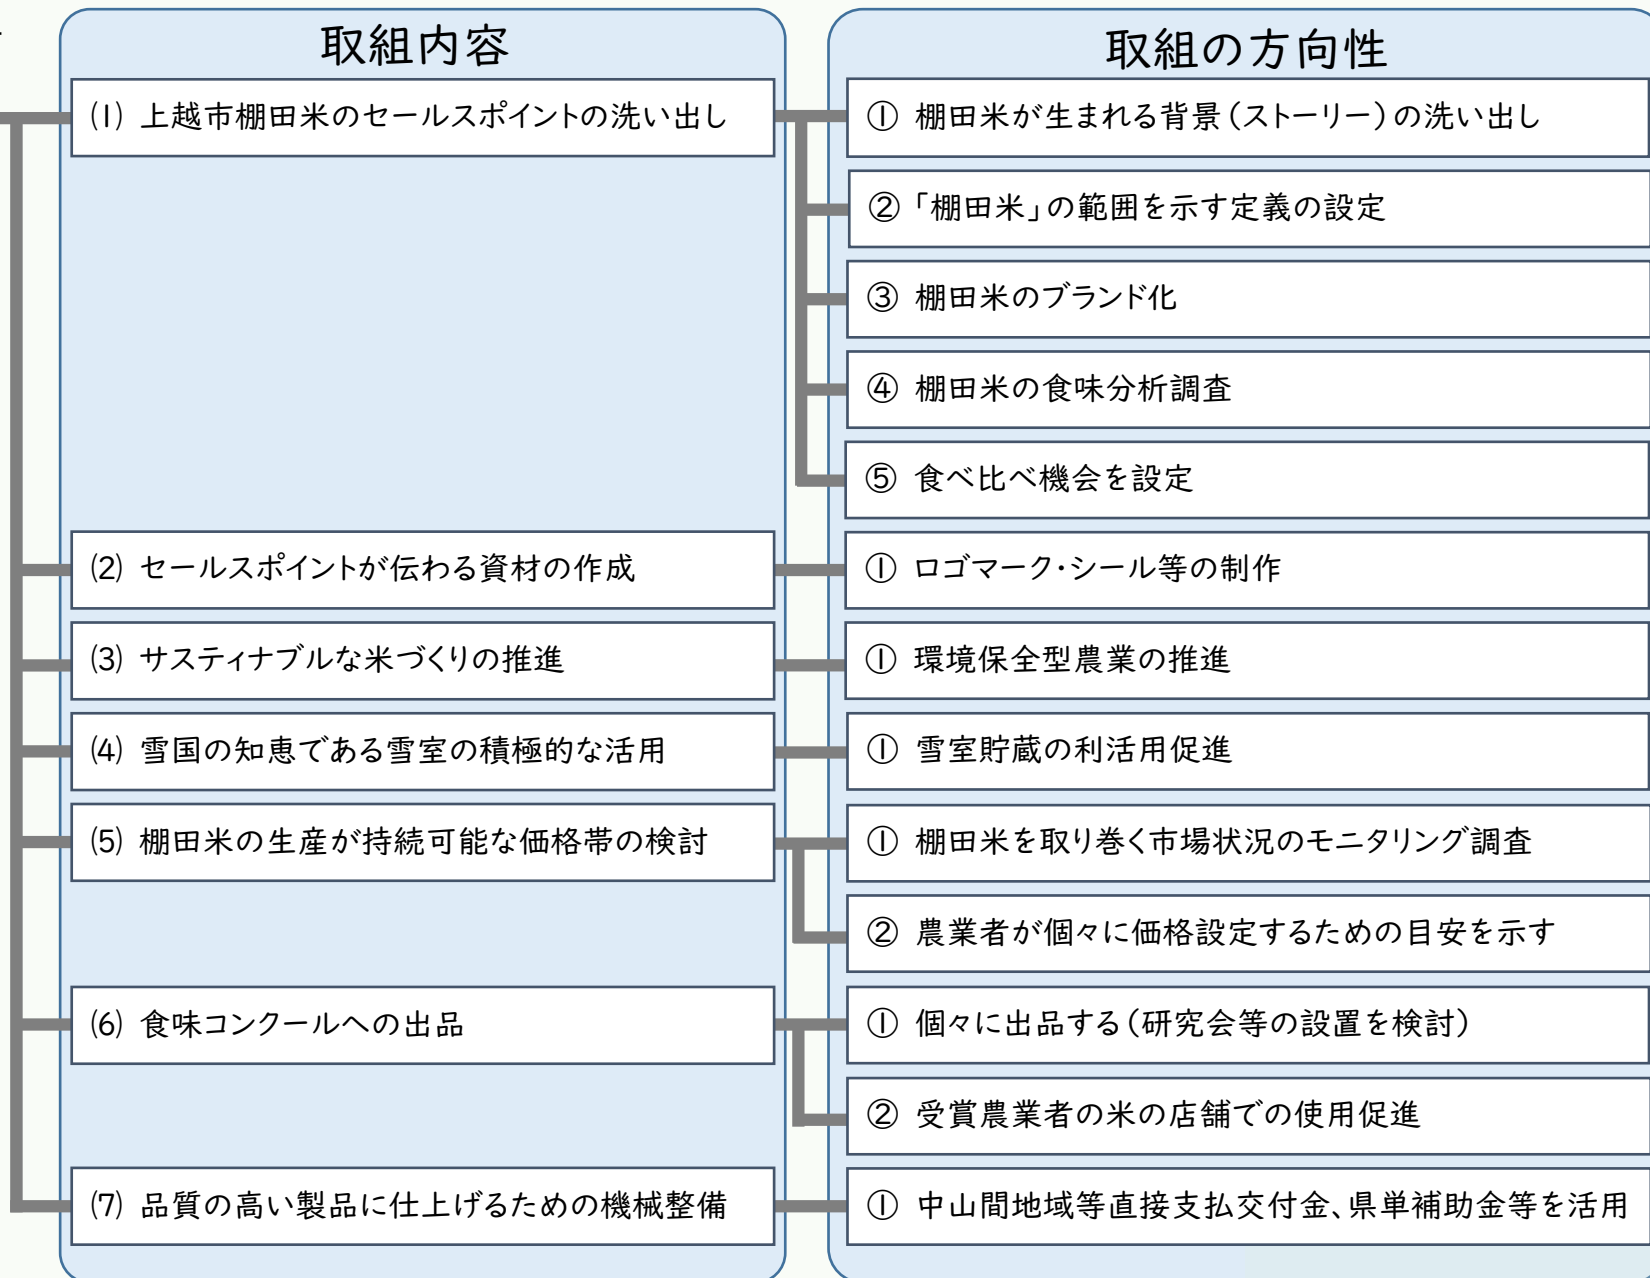 取組内容
取組の方向性
(1) 上越市棚田米のセールスポイントの洗い出し
① 棚田米が生まれる背景(ストーリー)の洗い出し
② 「棚田米」の範囲を示す定義の設定
③ 棚田米のブランド化
④ 棚田米の食味分析調査
⑤ 食べ比べ機会を設定
(2) セールスポイントが伝わる資材の作成
① ロゴマーク・シール等の制作
(3) サスティナブルな米づくりの推進
① 環境保全型農業の推進
(4) 雪国の知恵である雪室の積極的な活用
① 雪室貯蔵の利活用促進
(5) 棚田米の生産が持続可能な価格帯の検討
① 棚田米を取り巻く市場状況のモニタリング調査
② 農業者が個々に価格設定するための目安を示す
(6) 食味コンクールへの出品
① 個々に出品する(研究会等の設置を検討)
② 受賞農業者の米の店舗での使用促進
(7) 品質の高い製品に仕上げるための機械整備
① 中山間地域等直接支払交付金、県単補助金等を活用